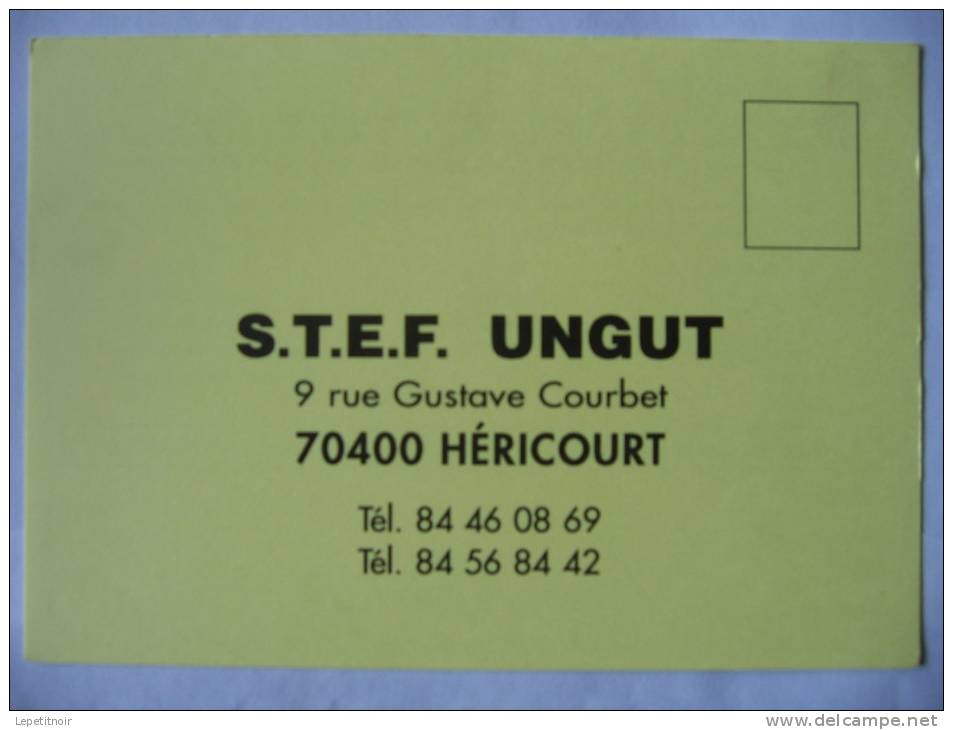 S.T.E.F. UNGUT
9 rue Gustave Courbet
70400 HÉRICOURT
Tél. 84 46 08 69
Tél. 84 56 84 42
Lepetitnoir
www.delcampe.net